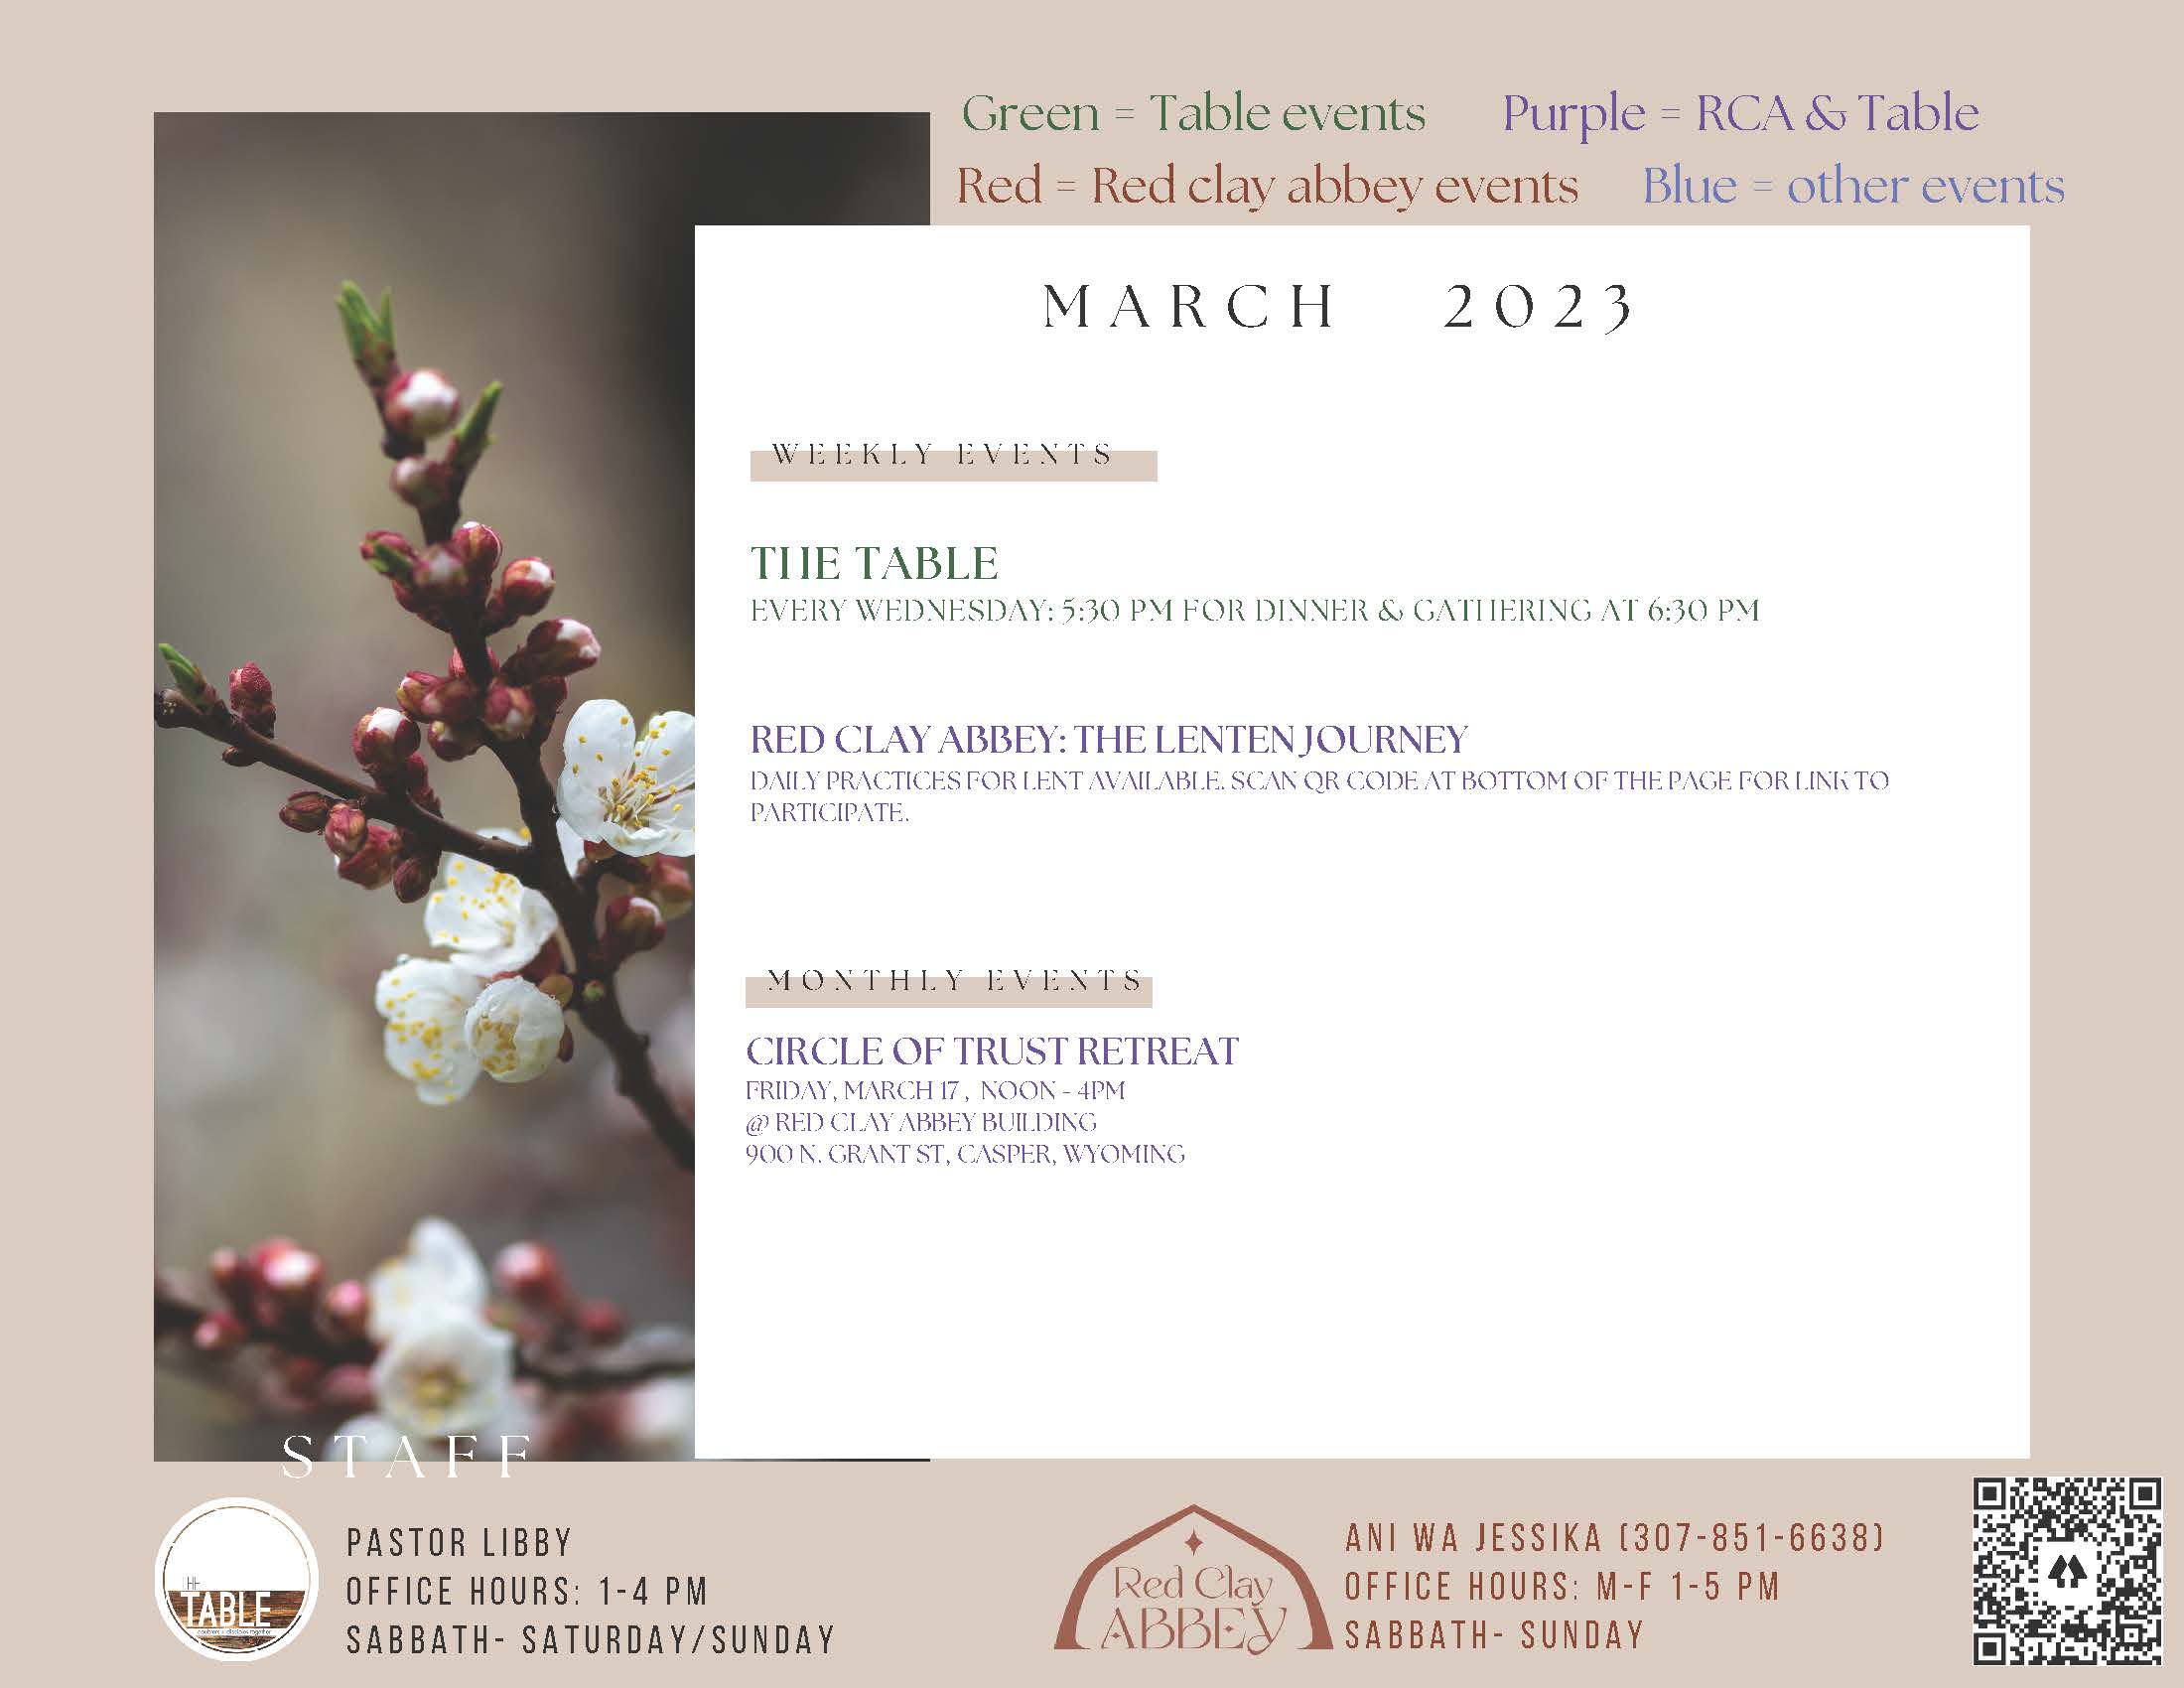 Green = Table events Purple = RCA & Table
Red = Red clay abbey events Blue = other events
MARCH 2023
WEEKLY EVENTS
THE TABLE
EVERY WEDNESDAY: 5:30 PM FOR DINNER & GATHERING AT 6:30 PM
RED CLAY ABBEY: THE LENTEN JOURNEY
DAILY PRACTICES FOR LENT AVAILABLE. SCAN QR CODE AT BOTTOM OF THE PAGE FOR LINK TO
PARTICIPATE.
MONTHLY EVENTS
CIRCLE OF TRUST RETREAT
FRIDAY, MARCH 17 , NOON - 4PM
@ RED CLAY ABBEY BUILDING
900 N. GRANT ST, CASPER, WYOMING
STAFF
THE
TABLE
PASTOR LIBBY
OFFICE HOURS: 1-4 PM
SABBATH- SATURDAY/SUNDAY
Red Clay
ABBEY
ANI WA JESSIKA (307-851-6638)
OFFICE HOURS: M-F 1-5 PM
SABBATH- SUNDAY